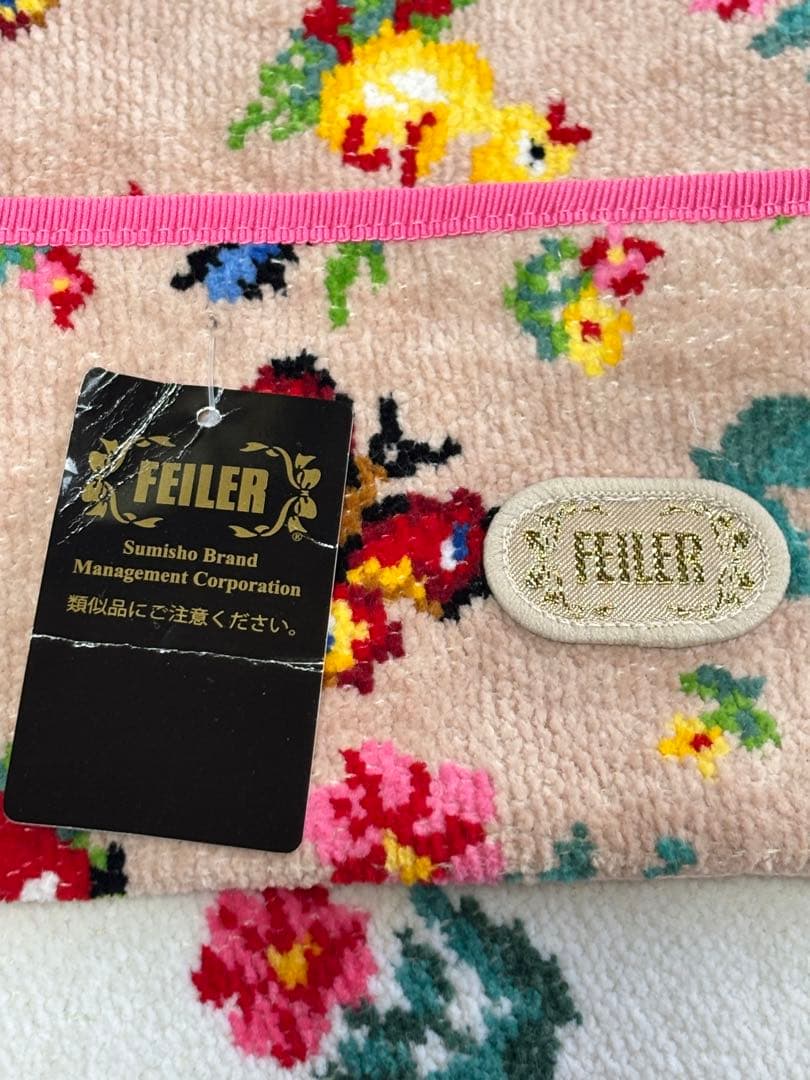 FEILER
®
Sumisho Brand
Management Corporation
類似品にご注意ください。
FEILER